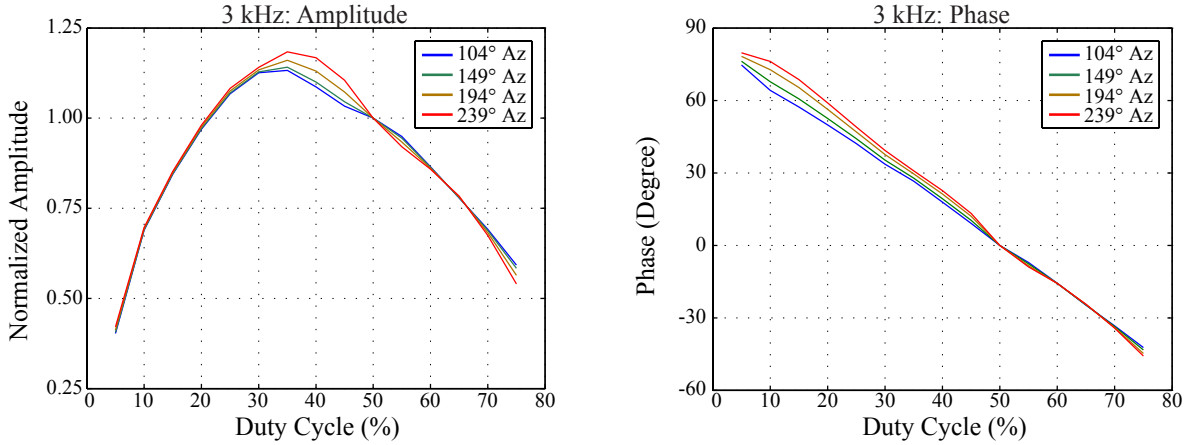 3 kHz: Amplitude
1.25
1.00
0.75
0.50
0.25
Normalized Amplitude
0 10 20 30 40 50 60 70 80
Duty Cycle (%)
104° Az
149° Az
194° Az
239° Az
3 kHz: Phase
90
60
30
0
-30
-60
Phase (Degree)
0 10 20 30 40 50 60 70 80
Duty Cycle (%)
104° Az
149° Az
194° Az
239° Az